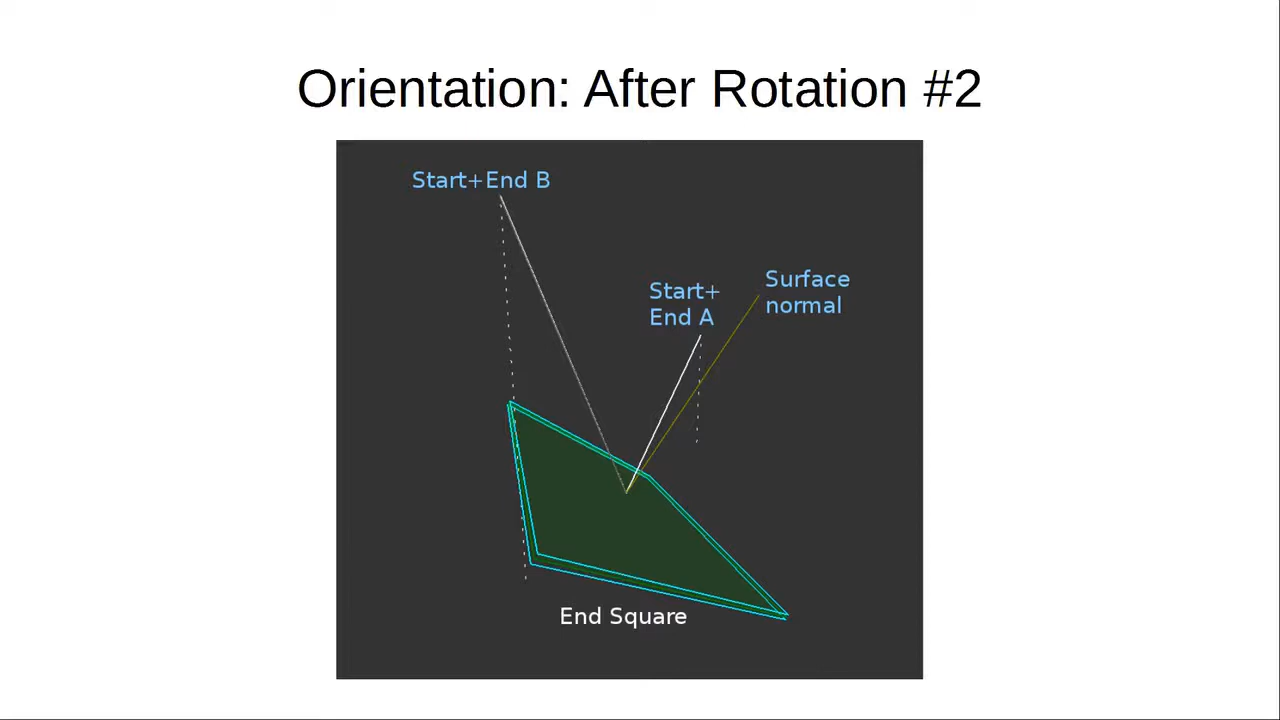 Orientation: After Rotation #2
Start+End B
Start+
End A
Surface
normal
End Square